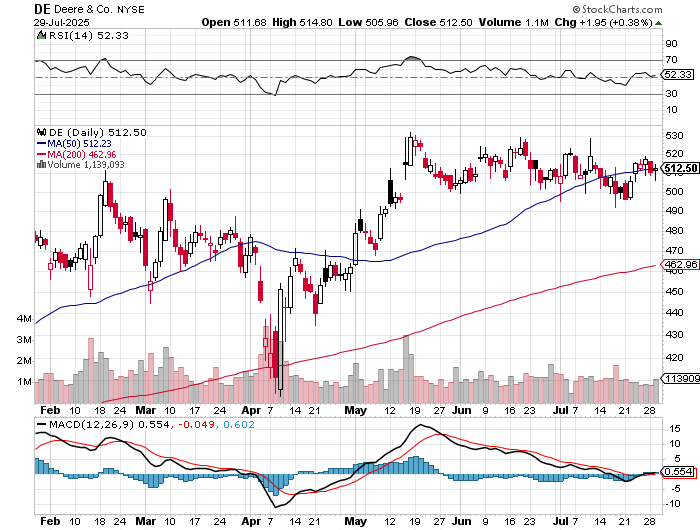 DE Deere & Co. NYSE © StockCharts.com
29-Jul-2025 Open 511.68 High 514.80 Low 505.96 Close 512.50 Volume 1.1M Chg +1.95 (+0.38%)
RSI(14) 52.33
90
70
52.33
30
10
DE (Daily) 512.50
MA(50) 512.23
MA(200) 462.96
Volume 1,139,093
530
520
512.50
510
500
490
480
470
462.96
460
450
440
430
420
4M
3M
2M
1M
113909
Feb 10 18 24 Mar 10 17 24 Apr 7 14 21 May 12 19 27 Jun 9 16 23 Jul 7 14 21 28
MACD(12,26,9) 0.554, -0.049, 0.602
15
10
5
0.554
-5
-10
Feb 10 18 24 Mar 10 17 24 Apr 7 14 21 May 12 19 27 Jun 9 16 23 Jul 7 14 21 28